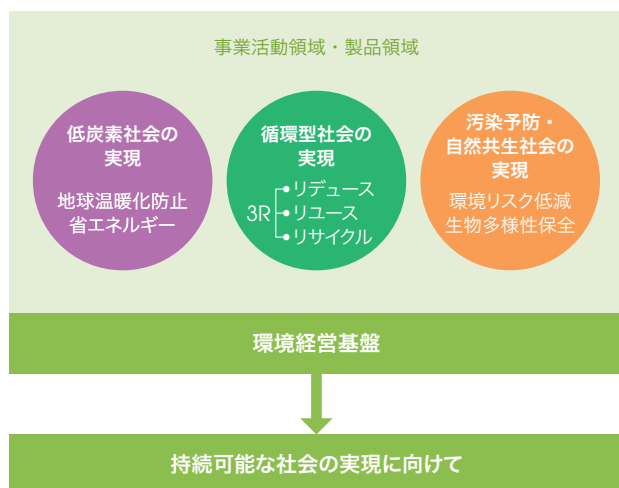 事業活動領域・製品領域
低炭素社会の
実現
地球温暖化防止
省エネルギー
循環型社会の
実現
3R
リデュース
リユース
リサイクル
汚染予防・
自然共生社会の
実現
環境リスク低減
生物多様性保全
環境経営基盤
持続可能な社会の実現に向けて